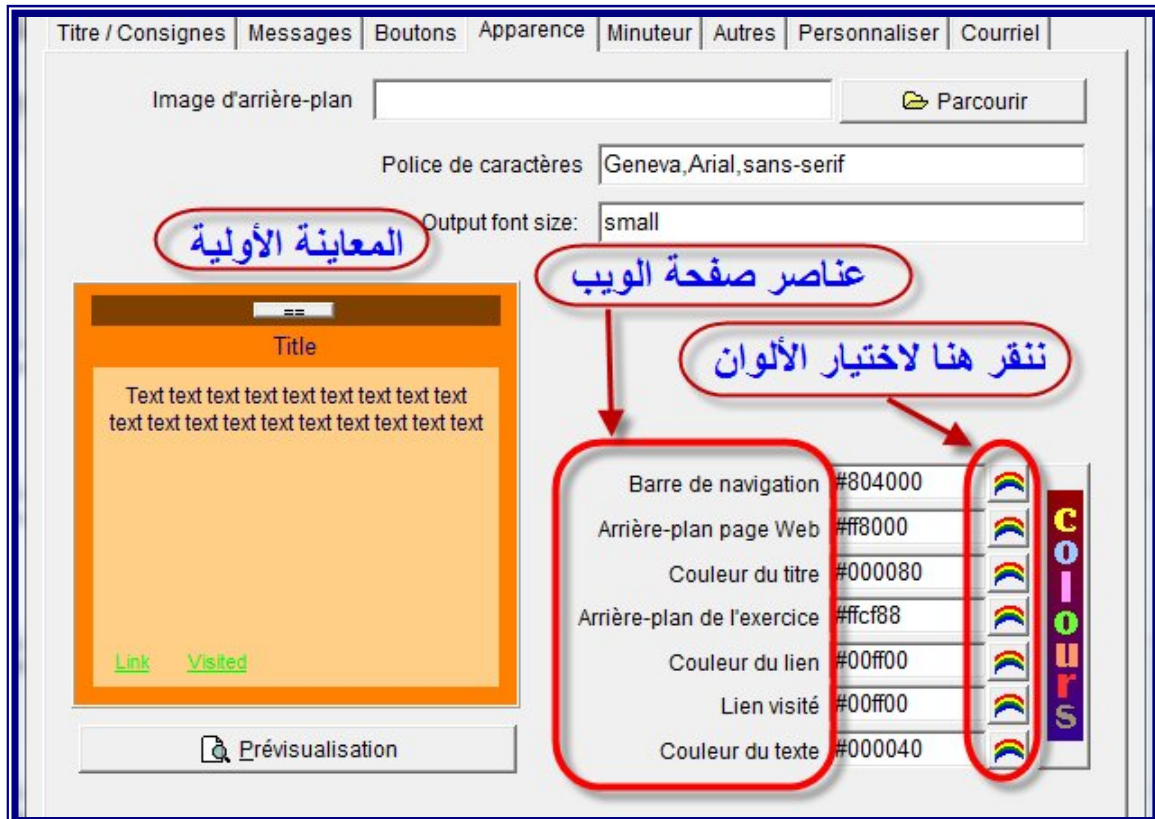 Titre / Consignes Messages Boutons Apparence Minuteur Autres Personnaliser Courriel
Image d'arrière-plan Parcourir
Police de caractères Geneva,Arial,sans-serif
Output font size: small
المعاينة الأولية
عناصر صفحة الويب
ننقر هنا لاختيار الألوان
==
Title
Text text text text text text text text text
text text text text text text text text text text
Link Visited
Barre de navigation #804000
Arrière-plan page Web #ff8000
Couleur du titre #000080
Arrière-plan de l'exercice #ffcf88
Couleur du lien #00ff00
Lien visité #00ff00
Couleur du texte #000040
colours
Prévisualisation